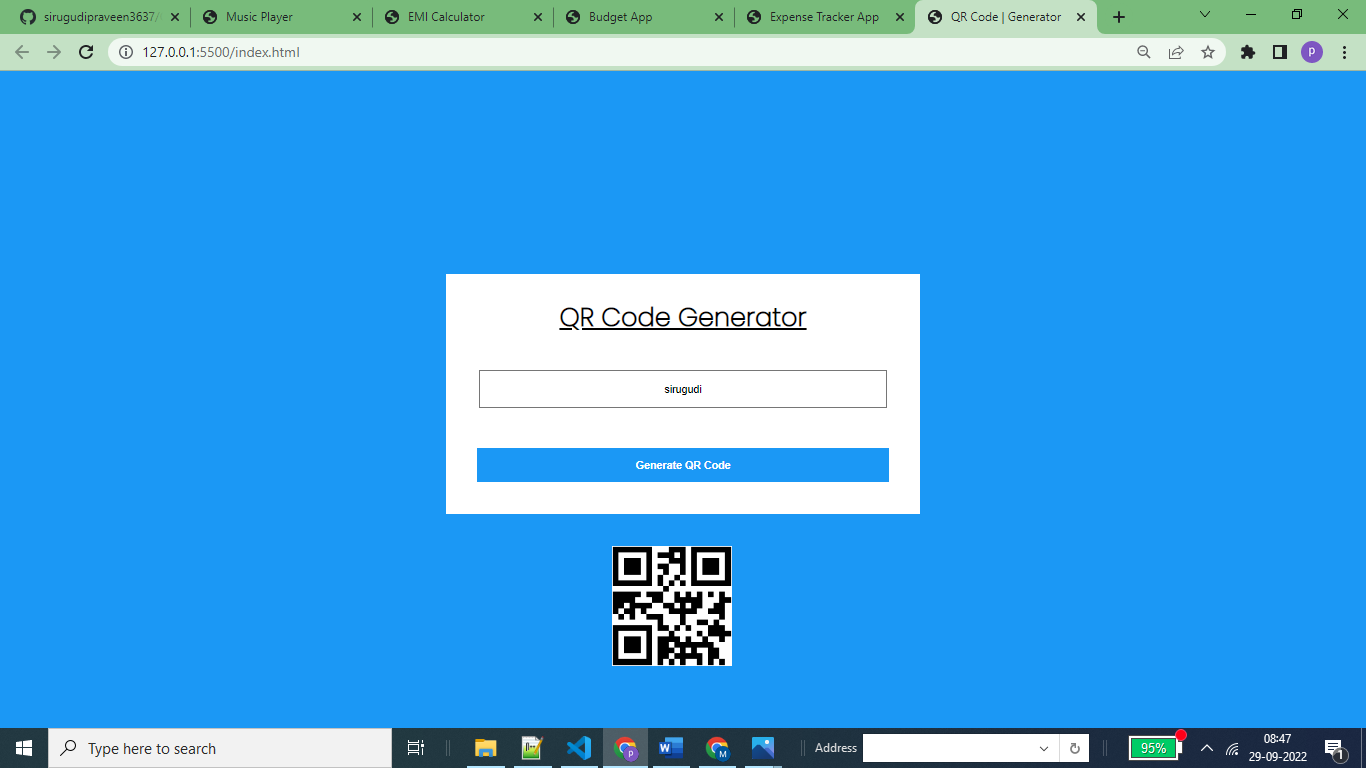 sirugudipraveen3637/
Music Player
EMI Calculator
Budget App
Expense Tracker App
QR Code | Generator
127.0.0.1:5500/index.html
p
QR Code Generator
sirugudi
Generate QR Code
Type here to search
p
M
Address
95%
08:47
29-09-2022
1